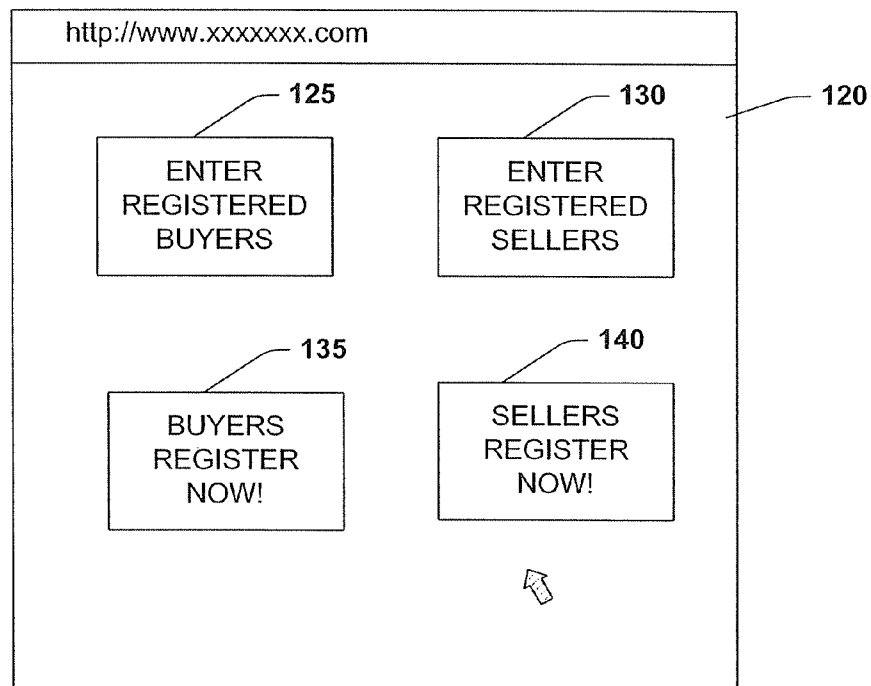 http://www.xxxxxxx.com
125
130
120
ENTER
REGISTERED
BUYERS
ENTER
REGISTERED
SELLERS
135
140
BUYERS
REGISTER
NOW!
SELLERS
REGISTER
NOW!